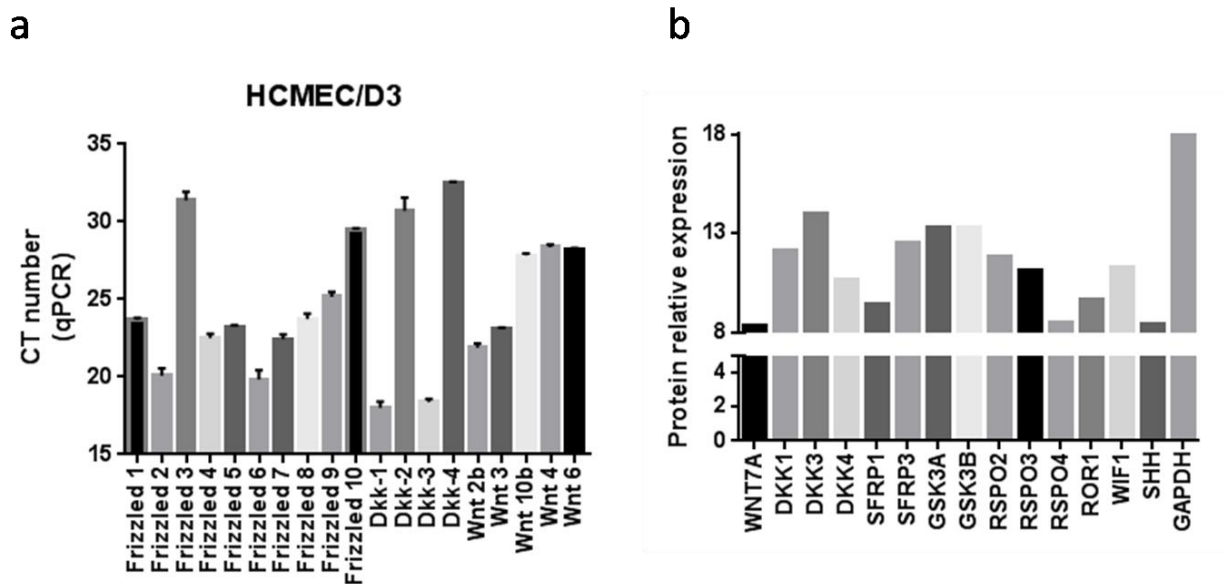 a
HCMEC/D3
CT number
(qPCR)
35
30
25
20
15
Frizzled 1
Frizzled 2
Frizzled 3
Frizzled 4
Frizzled 5
Frizzled 6
Frizzled 7
Frizzled 8
Frizzled 9
Frizzled 10
Dkk-1
Dkk-2
Dkk-3
Dkk-4
Wnt 2b
Wnt 3
Wnt 10b
Wnt 4
Wnt 6
b
Protein relative expression
18
13
8
4
2
0
WNT7A
DKK1
DKK3
DKK4
SFRP1
SFRP3
GSK3A
GSK3B
RSPO2
RSPO3
RSPO4
ROR1
WIF1
SHH
GAPDH